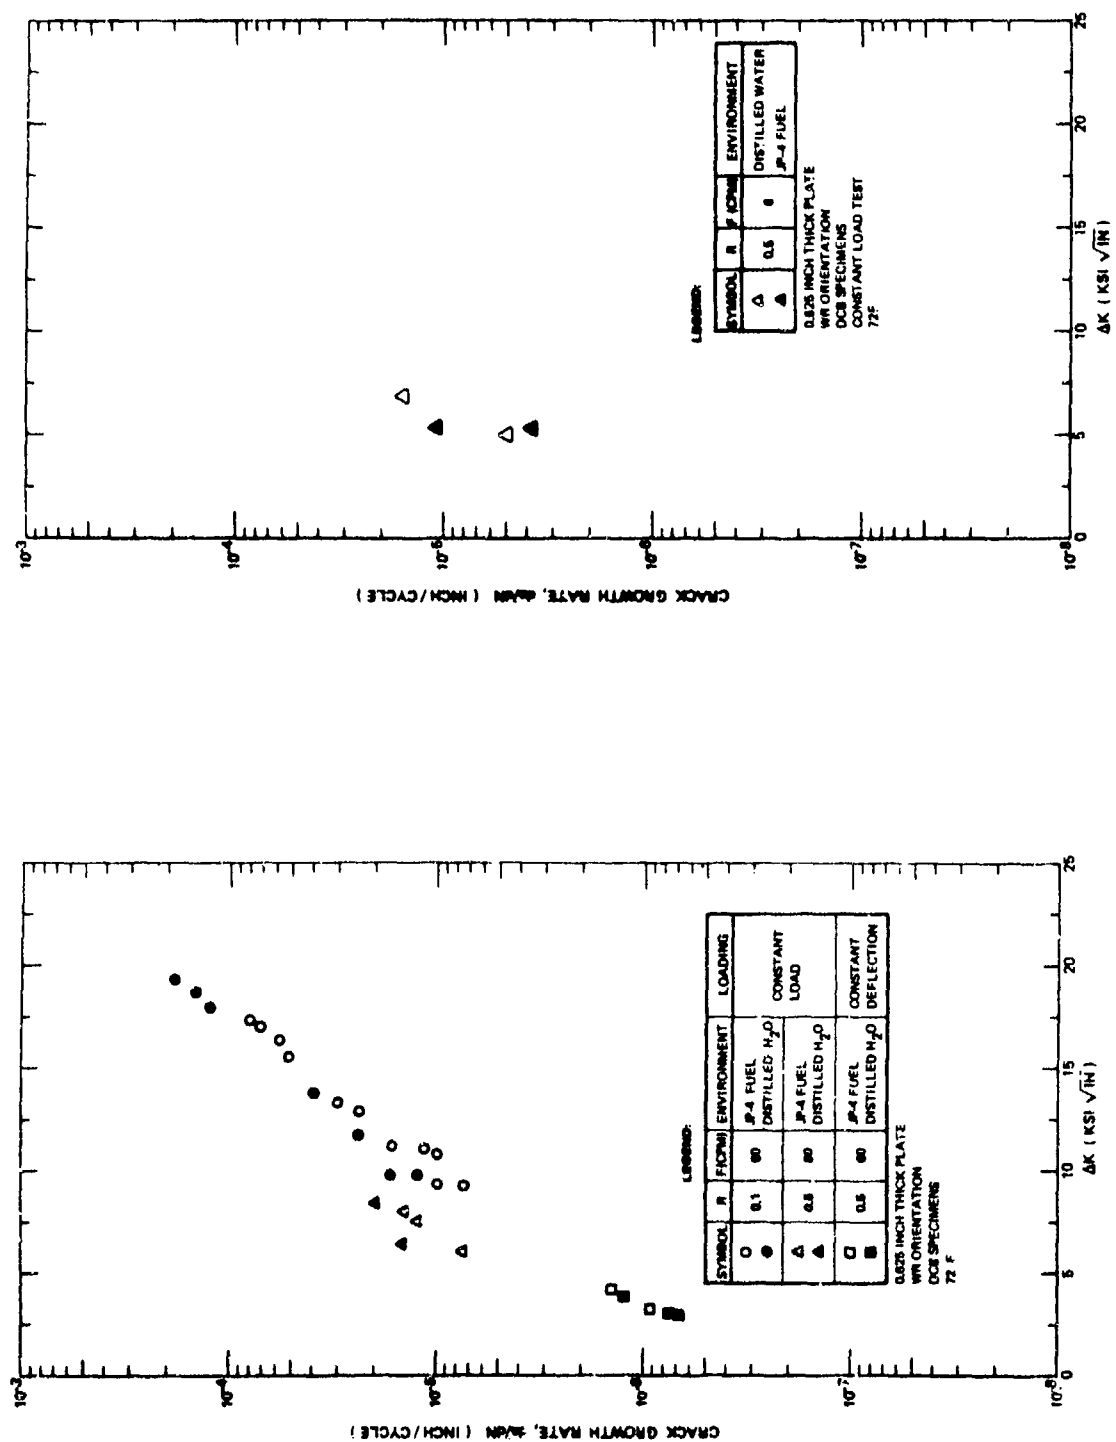 CRACK GROWTH RATE, da/dN ( INCH/CYCLE )
10-3
10-4
10-5
10-6
10-7
10-8
0
5
10
15
20
25
ΔK ( KSI √IN )
LEGEND:
SYMBOL R F(CPM) ENVIRONMENT LOADING
○ 0.1 60 JP-4 FUEL CONSTANT LOAD
● DISTILLED H2O
△ 0.5 60 JP-4 FUEL
▲ DISTILLED H2O
□ 0.5 60 JP-4 FUEL CONSTANT DEFLECTION
■ DISTILLED H2O
0.625 INCH THICK PLATE
WR ORIENTATION
DCB SPECIMENS
72 F
CRACK GROWTH RATE, da/dN ( INCH/CYCLE )
10-3
10-4
10-5
10-6
10-7
10-8
0
5
10
15
20
25
ΔK ( KSI √IN )
LEGEND:
SYMBOL R F (CPM) ENVIRONMENT
△ 0.5 6 DISTILLED WATER
▲ JP-4 FUEL
0.625 INCH THICK PLATE
WR ORIENTATION
DCB SPECIMENS
CONSTANT LOAD TEST
72F